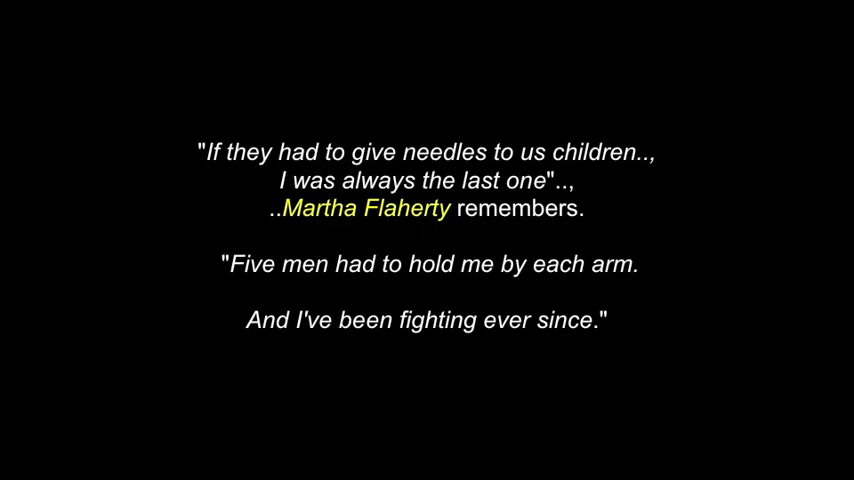 "If they had to give needles to us children..,
I was always the last one"..,
..Martha Flaherty remembers.
"Five men had to hold me by each arm.
And I've been fighting ever since."